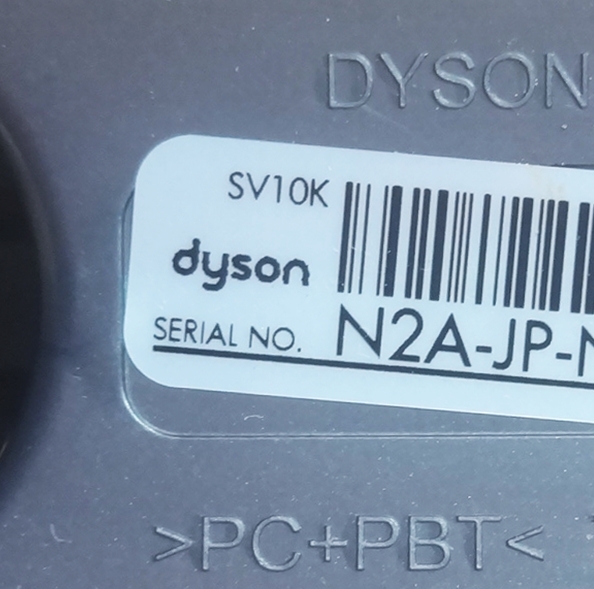 DYSON
SV10K
dyson
SERIAL NO. N2A-JP-N
>PC+PBT<